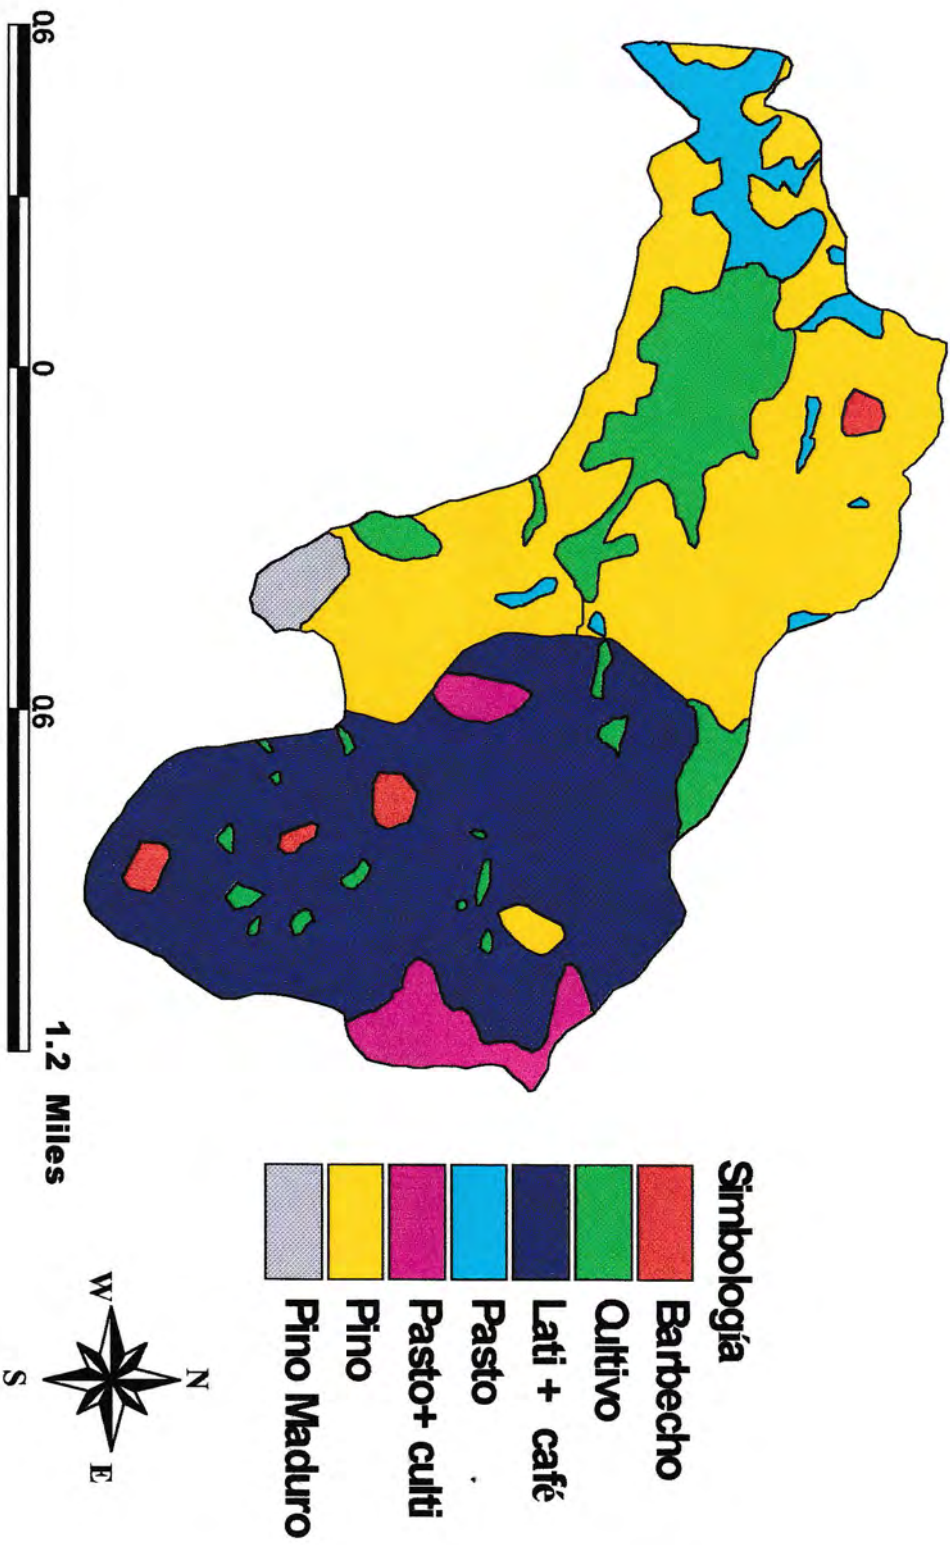 Simbología
Barbecho
Cultivo
Lati + café
Pasto
Pasto+ culti
Pino
Pino Maduro
0.6
0
0.6
1.2 Miles
N
W
E
S